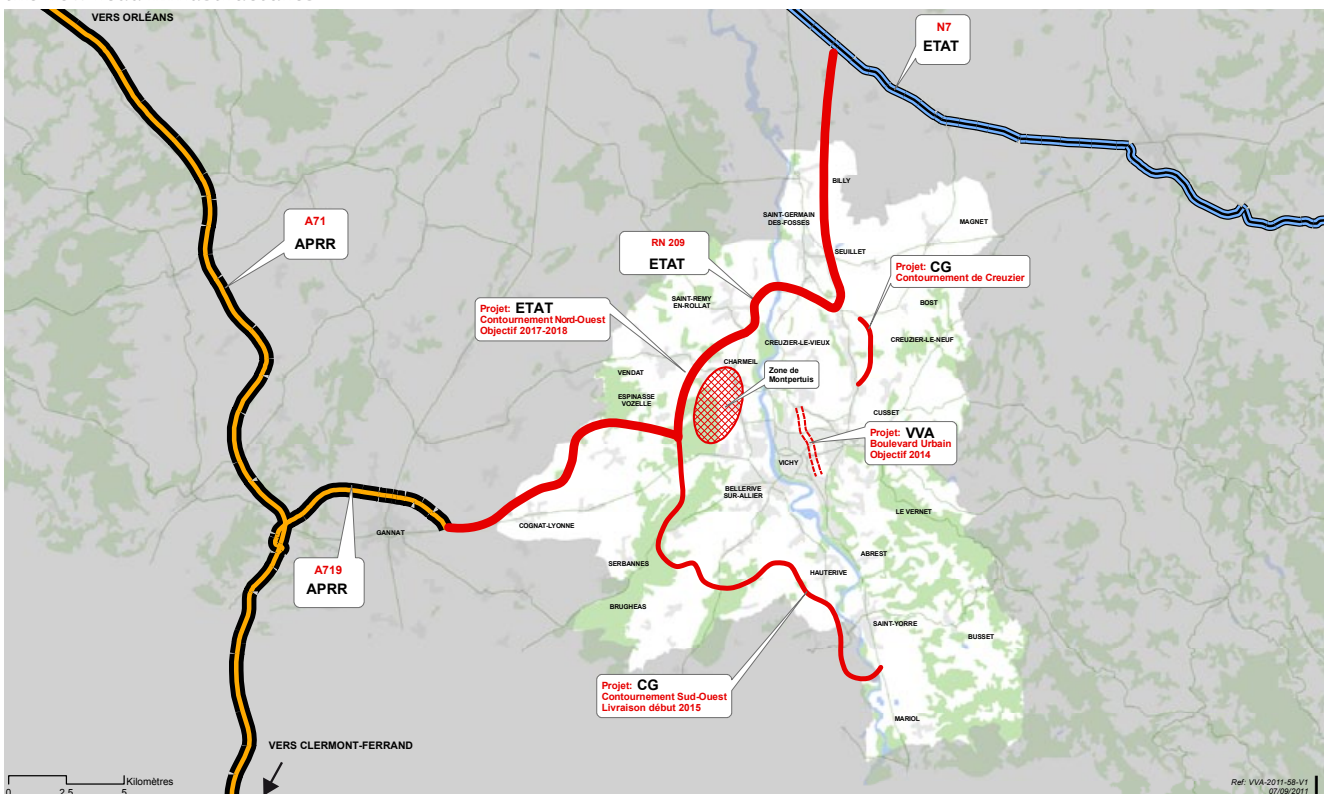 VERS ORLÉANS
N7
ETAT
A71
APRR
BILLY
SAINT-GERMAIN
DES-FOSSÉS
MAGNET
RN 209
ETAT
SEUILLET
Projet: CG
Contournement de Creuzier
Projet: ETAT
Contournement Nord-Ouest
Objectif 2017-2018
SAINT-REMY
EN-ROLLAT
BOST
CREUZIER-LE-VIEUX
CREUZIER-LE-NEUF
CHARMEIL
VENDAT
Zone de
Montpertuis
ESPINASSE
VOZELLE
CUSSET
Projet: VVA
Boulevard Urbain
Objectif 2014
VICHY
BELLERIVE
SUR-ALLIER
LE VERNET
COGNAT-LYONNE
GANNAT
ABREST
SERBANNES
HAUTERIVE
A719
APRR
BRUGHEAS
SAINT-YORRE
BUSSET
Projet: CG
Contournement Sud-Ouest
Livraison début 2015
MARIOL
VERS CLERMONT-FERRAND
Kilomètres
0 2,5 5
Ref: VVA-2011-58-V1
07/09/2011